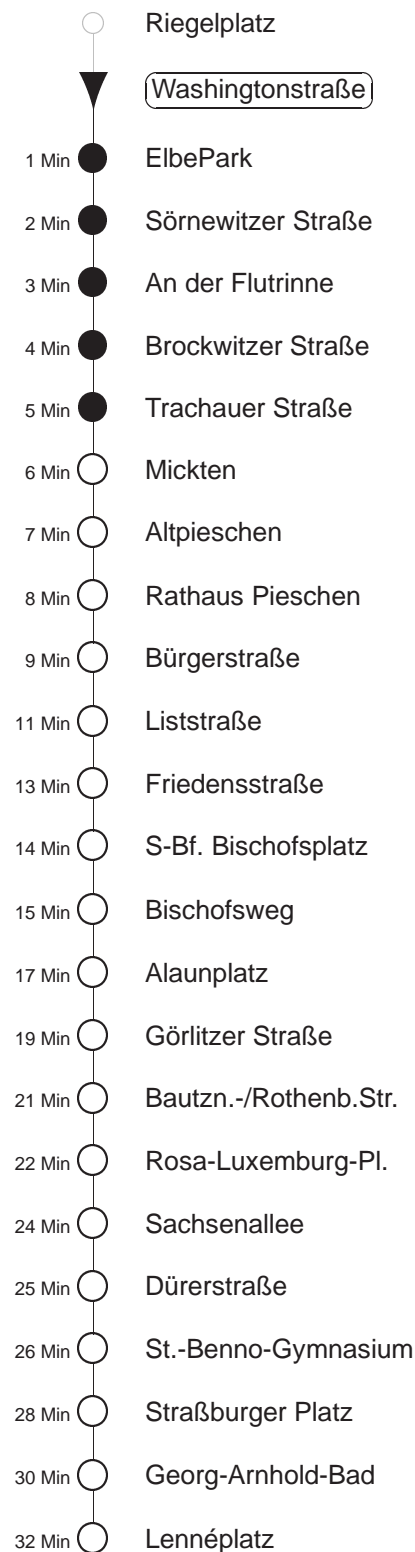 Riegelplatz
Washingtonstraße
1 Min ElbePark
2 Min Sörnewitzer Straße
3 Min An der Flutrinne
4 Min Brockwitzer Straße
5 Min Trachauer Straße
6 Min Mickten
7 Min Altpieschen
8 Min Rathaus Pieschen
9 Min Bürgerstraße
11 Min Liststraße
13 Min Friedensstraße
14 Min S-Bf. Bischofsplatz
15 Min Bischofsweg
17 Min Alaunplatz
19 Min Görlitzer Straße
21 Min Bautzn.-/Rothenb.Str.
22 Min Rosa-Luxemburg-Pl.
24 Min Sachsenallee
25 Min Dürerstraße
26 Min St.-Benno-Gymnasium
28 Min Straßburger Platz
30 Min Georg-Arnhold-Bad
32 Min Lennéplatz